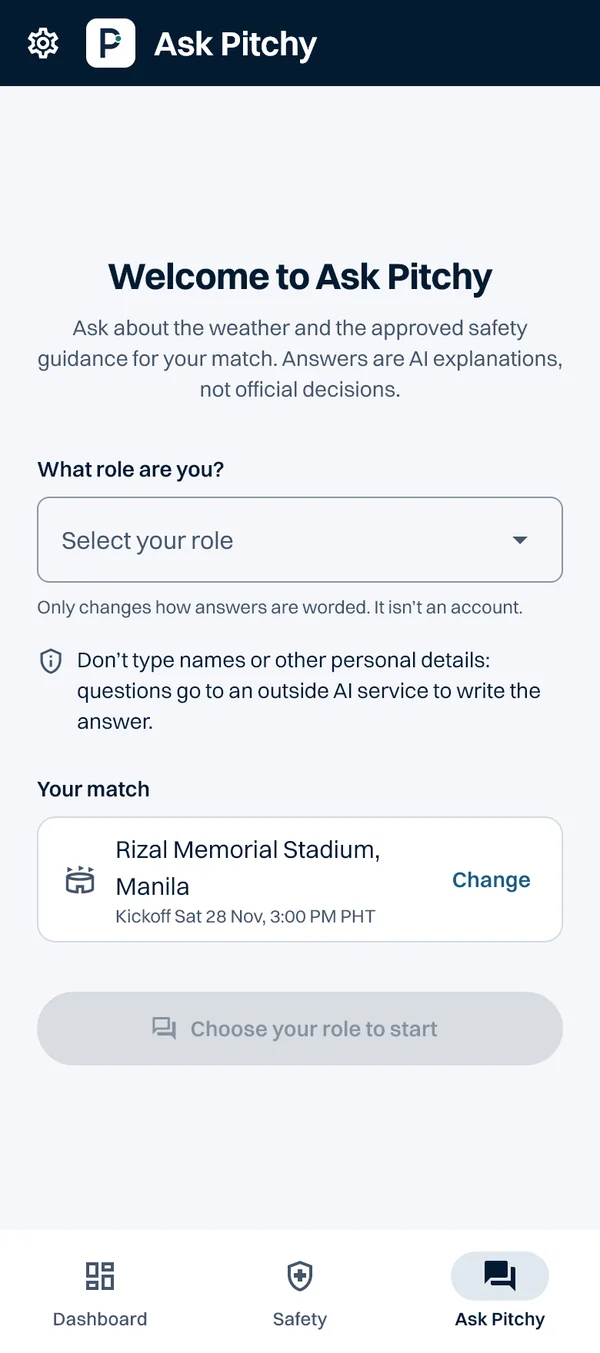 Ask Pitchy
Welcome to Ask Pitchy
Ask about the weather and the approved safety
guidance for your match. Answers are AI explanations,
not official decisions.
What role are you?
Select your role
Only changes how answers are worded. It isn’t an account.
Don’t type names or other personal details:
questions go to an outside AI service to write the
answer.
Your match
Rizal Memorial Stadium,
Manila
Kickoff Sat 28 Nov, 3:00 PM PHT
Change
Choose your role to start
Dashboard
Safety
Ask Pitchy